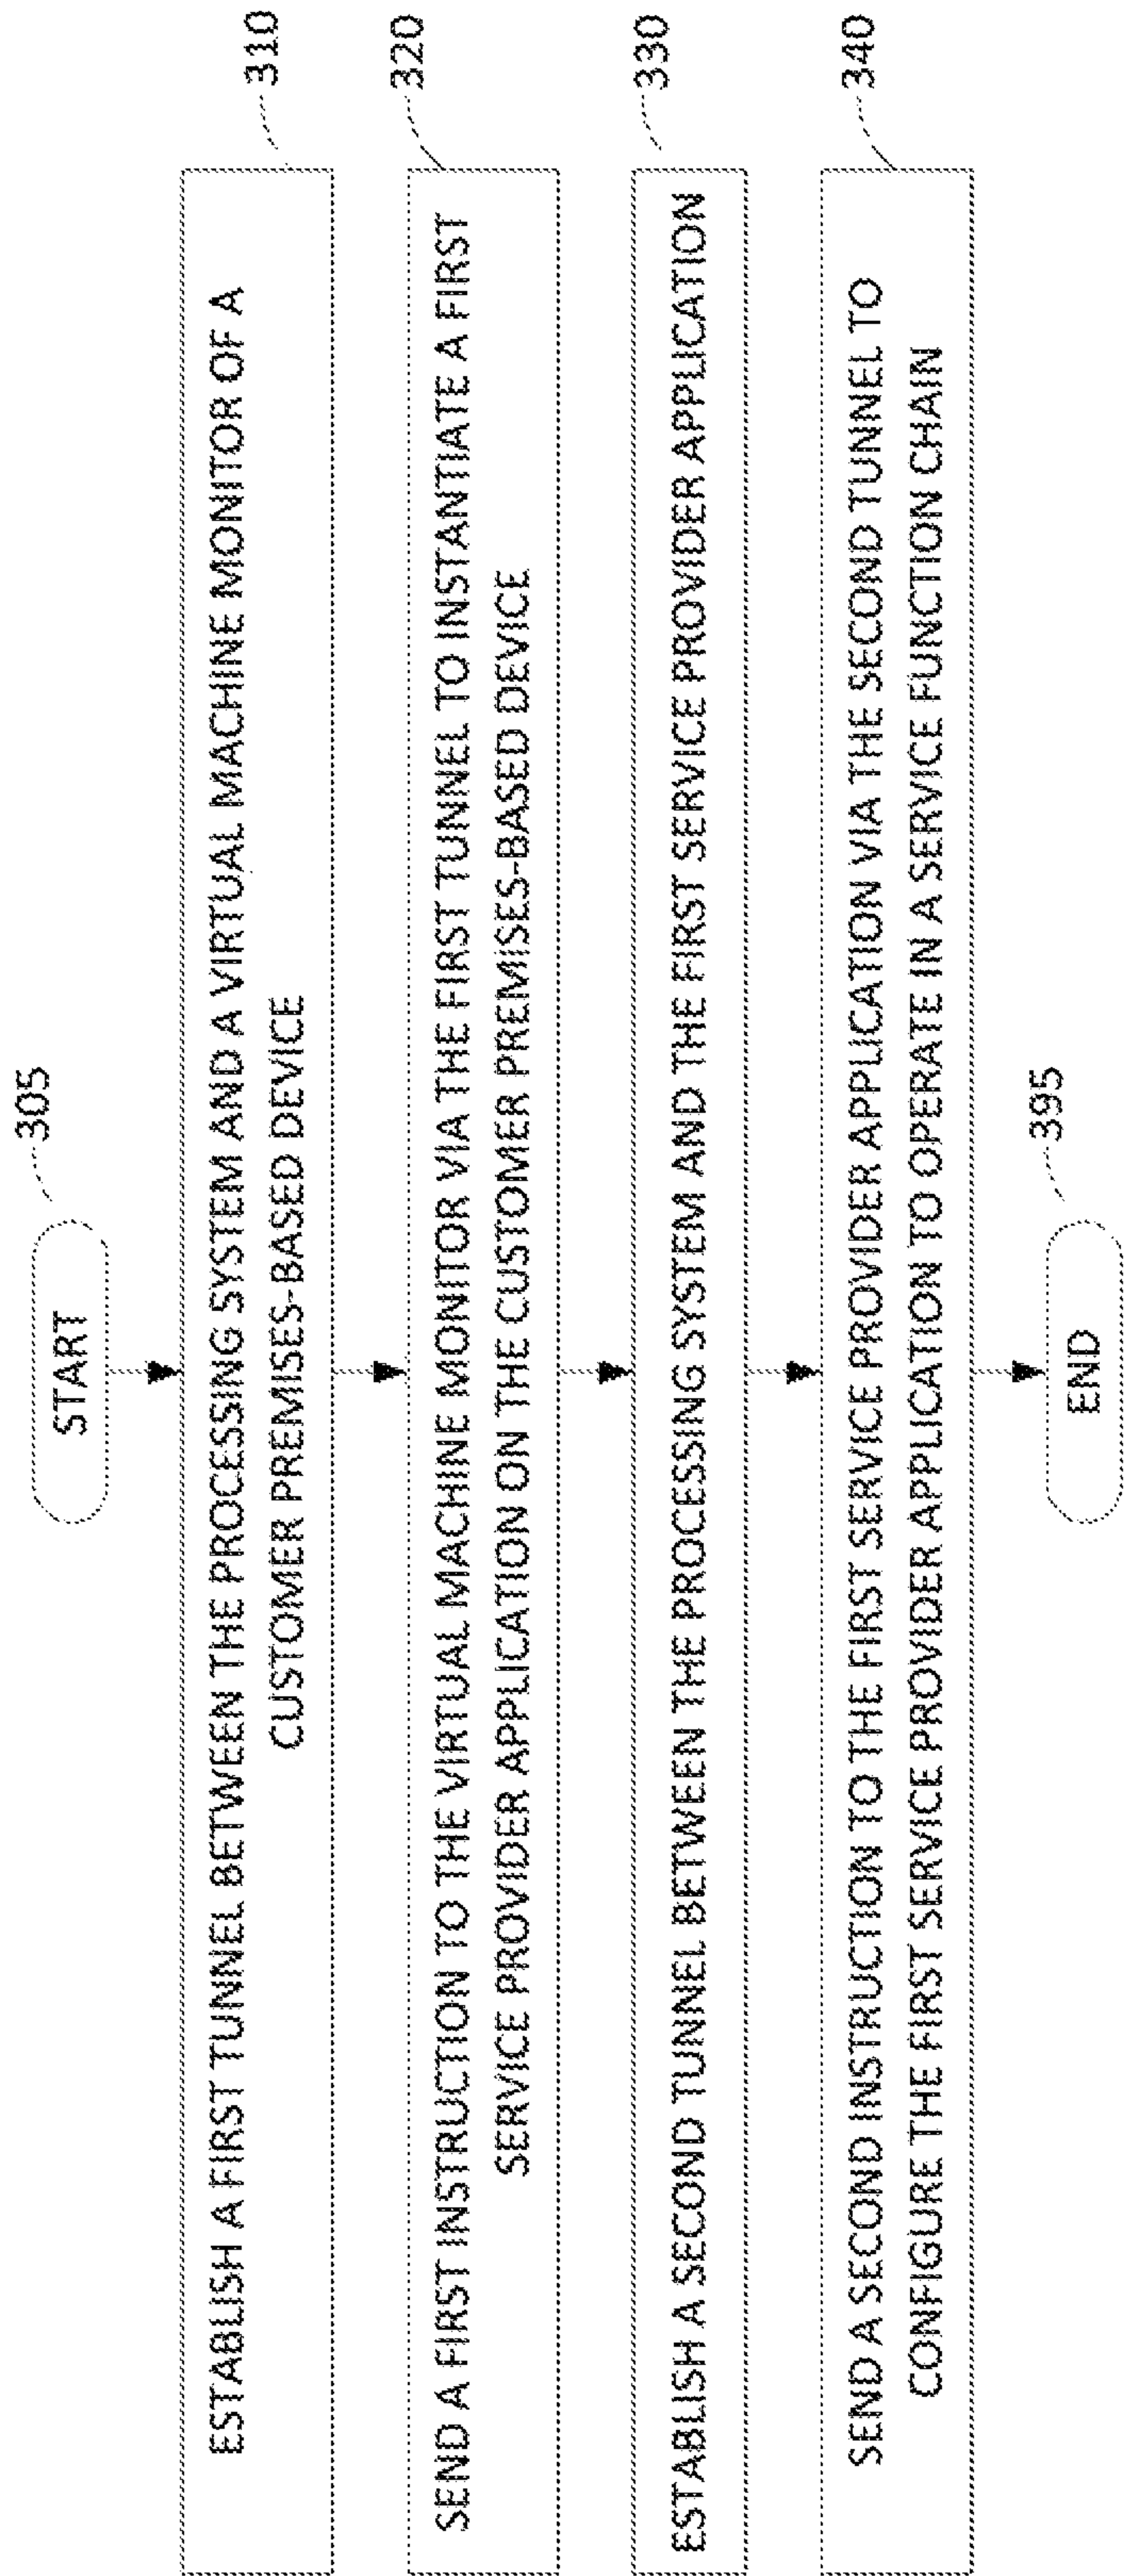 START
305
ESTABLISH A FIRST TUNNEL BETWEEN THE PROCESSING SYSTEM AND A VIRTUAL MACHINE MONITOR OF A
CUSTOMER PREMISES-BASED DEVICE
310
SEND A FIRST INSTRUCTION TO THE VIRTUAL MACHINE MONITOR VIA THE FIRST TUNNEL TO INSTANTIATE A FIRST
SERVICE PROVIDER APPLICATION ON THE CUSTOMER PREMISES-BASED DEVICE
320
ESTABLISH A SECOND TUNNEL BETWEEN THE PROCESSING SYSTEM AND THE FIRST SERVICE PROVIDER APPLICATION
330
SEND A SECOND INSTRUCTION TO THE FIRST SERVICE PROVIDER APPLICATION VIA THE SECOND TUNNEL TO
CONFIGURE THE FIRST SERVICE PROVIDER APPLICATION TO OPERATE IN A SERVICE FUNCTION CHAIN
340
END
395